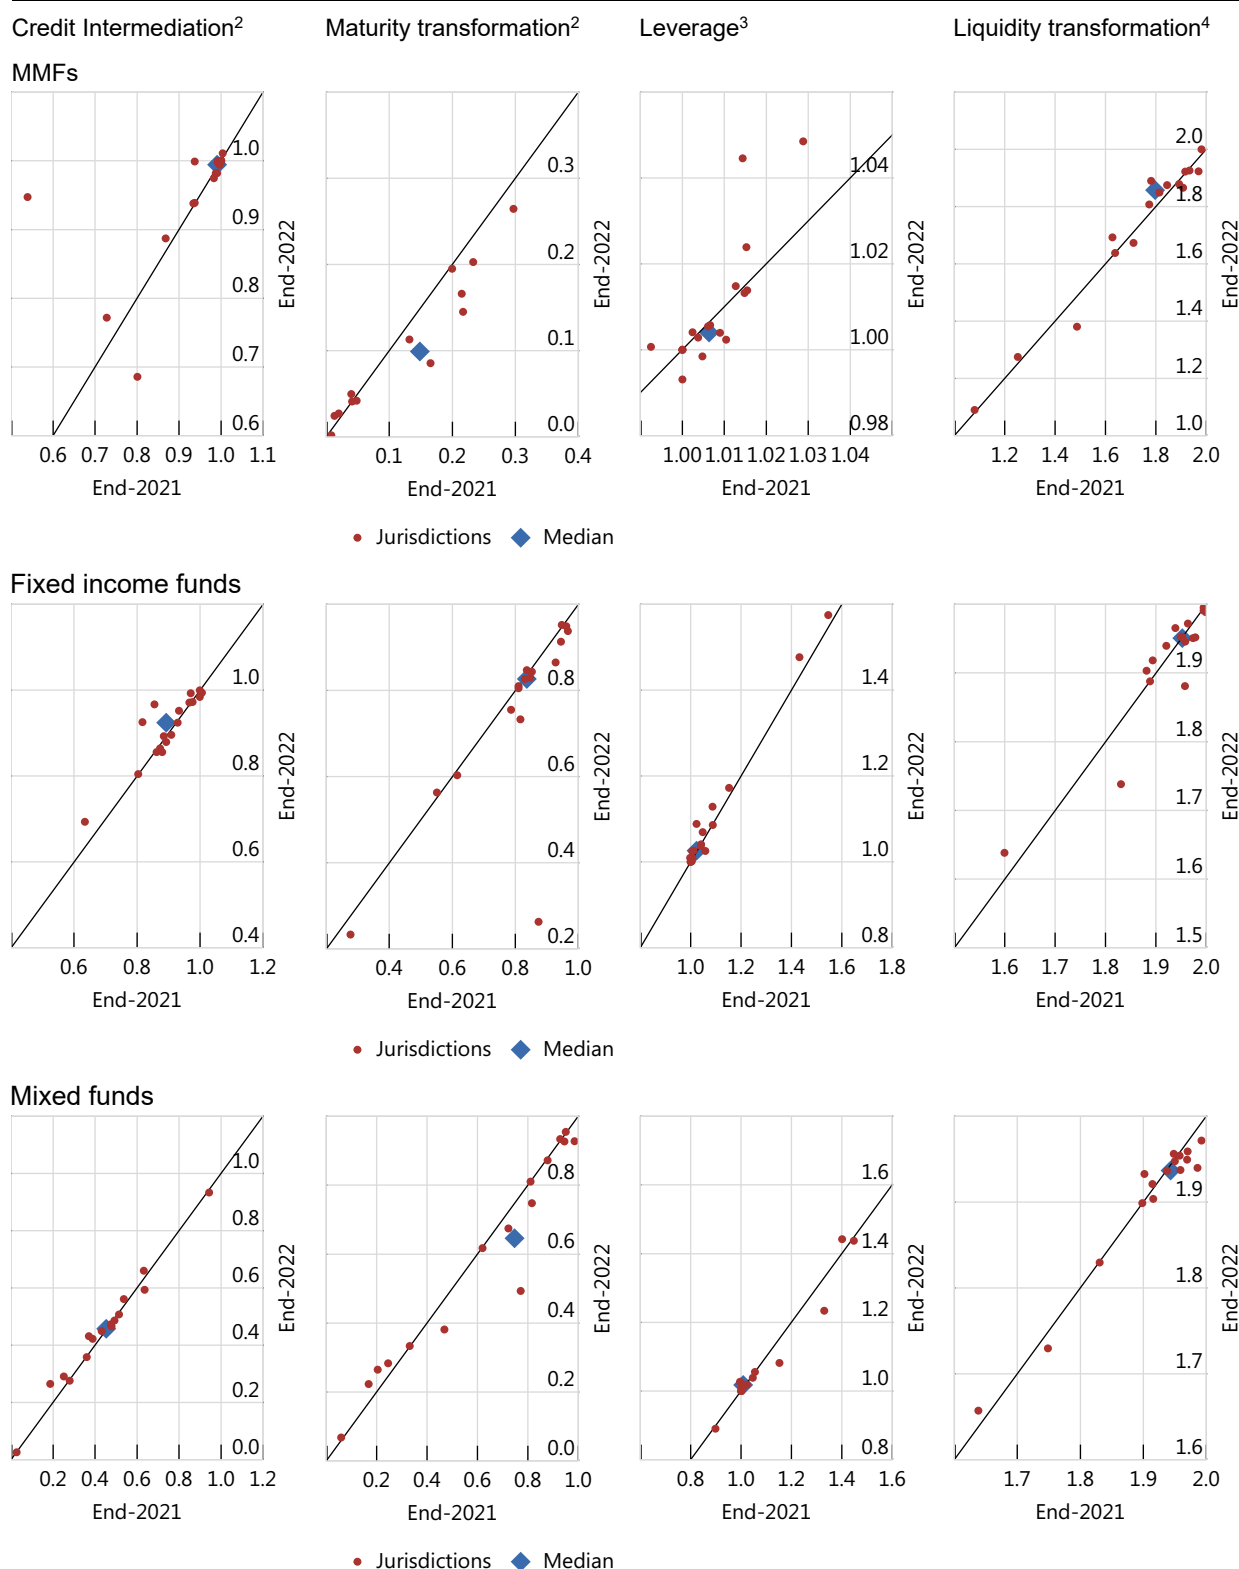 Credit Intermediation² Maturity transformation² Leverage³ Liquidity transformation⁴
MMFs
1.0 0.9 0.8 0.7 0.6
End-2022
0.6 0.7 0.8 0.9 1.0 1.1
End-2021
0.3 0.2 0.1 0.0
End-2022
0.1 0.2 0.3 0.4
End-2021
1.04 1.02 1.00 0.98
End-2022
1.00 1.01 1.02 1.03 1.04
End-2021
2.0 1.8 1.6 1.4 1.2 1.0
End-2022
1.2 1.4 1.6 1.8 2.0
End-2021
Jurisdictions Median
Fixed income funds
1.0 0.8 0.6 0.4
End-2022
0.6 0.8 1.0 1.2
End-2021
0.8 0.6 0.4 0.2
End-2022
0.4 0.6 0.8 1.0
End-2021
1.4 1.2 1.0 0.8
End-2022
1.0 1.2 1.4 1.6 1.8
End-2021
1.9 1.8 1.7 1.6 1.5
End-2022
1.6 1.7 1.8 1.9 2.0
End-2021
Jurisdictions Median
Mixed funds
1.0 0.8 0.6 0.4 0.2 0.0
End-2022
0.2 0.4 0.6 0.8 1.0 1.2
End-2021
0.8 0.6 0.4 0.2 0.0
End-2022
0.2 0.4 0.6 0.8 1.0
End-2021
1.6 1.4 1.2 1.0 0.8
End-2022
0.8 1.0 1.2 1.4 1.6
End-2021
1.9 1.8 1.7 1.6
End-2022
1.7 1.8 1.9 2.0
End-2021
Jurisdictions Median